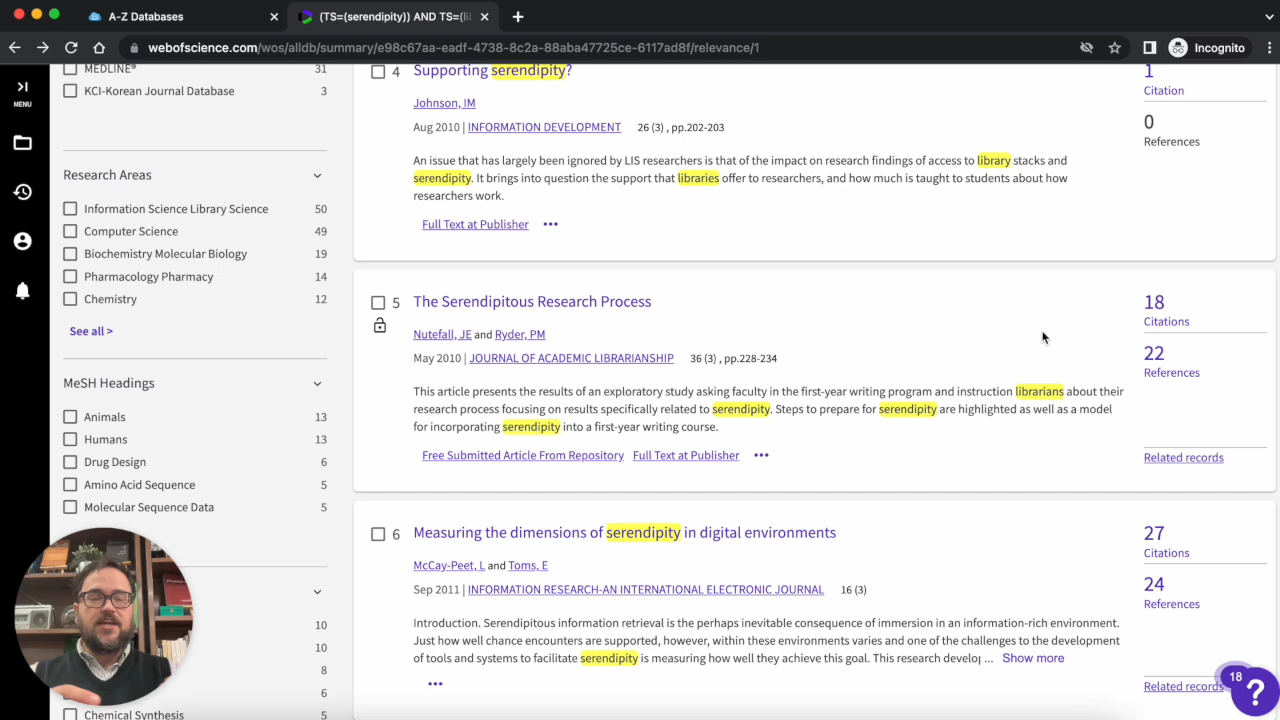 A-Z Databases
(TS=(serendipity)) AND TS=(lib
webofscience.com/wos/alldb/summary/e98c67aa-eadf-4738-8c2a-88aba47725ce-6117ad8f/relevance/1
Incognito
MENU
MEDLINE® 31
KCI-Korean Journal Database 3
Research Areas
Information Science Library Science 50
Computer Science 49
Biochemistry Molecular Biology 19
Pharmacology Pharmacy 14
Chemistry 12
See all >
MeSH Headings
Animals 13
Humans 13
Drug Design 6
Amino Acid Sequence 5
Molecular Sequence Data 5
10
10
8
6
Chemical Synthesis 5
4 Supporting serendipity?
Johnson, IM
Aug 2010 | INFORMATION DEVELOPMENT 26 (3) , pp.202-203
An issue that has largely been ignored by LIS researchers is that of the impact on research findings of access to library stacks and
serendipity. It brings into question the support that libraries offer to researchers, and how much is taught to students about how
researchers work.
Full Text at Publisher •••
1
Citation
0
References
5 The Serendipitous Research Process
Nutefall, JE and Ryder, PM
May 2010 | JOURNAL OF ACADEMIC LIBRARIANSHIP 36 (3) , pp.228-234
This article presents the results of an exploratory study asking faculty in the first-year writing program and instruction librarians about their
research process focusing on results specifically related to serendipity. Steps to prepare for serendipity are highlighted as well as a model
for incorporating serendipity into a first-year writing course.
Free Submitted Article From Repository Full Text at Publisher •••
18
Citations
22
References
Related records
6 Measuring the dimensions of serendipity in digital environments
McCay-Peet, L and Toms, E
Sep 2011 | INFORMATION RESEARCH-AN INTERNATIONAL ELECTRONIC JOURNAL 16 (3)
Introduction. Serendipitous information retrieval is the perhaps inevitable consequence of immersion in an information-rich environment.
Just how well chance encounters are supported, however, within these environments varies and one of the challenges to the development
of tools and systems to facilitate serendipity is measuring how well they achieve this goal. This research develop ... Show more
•••
27
Citations
24
References
Related records
18
?